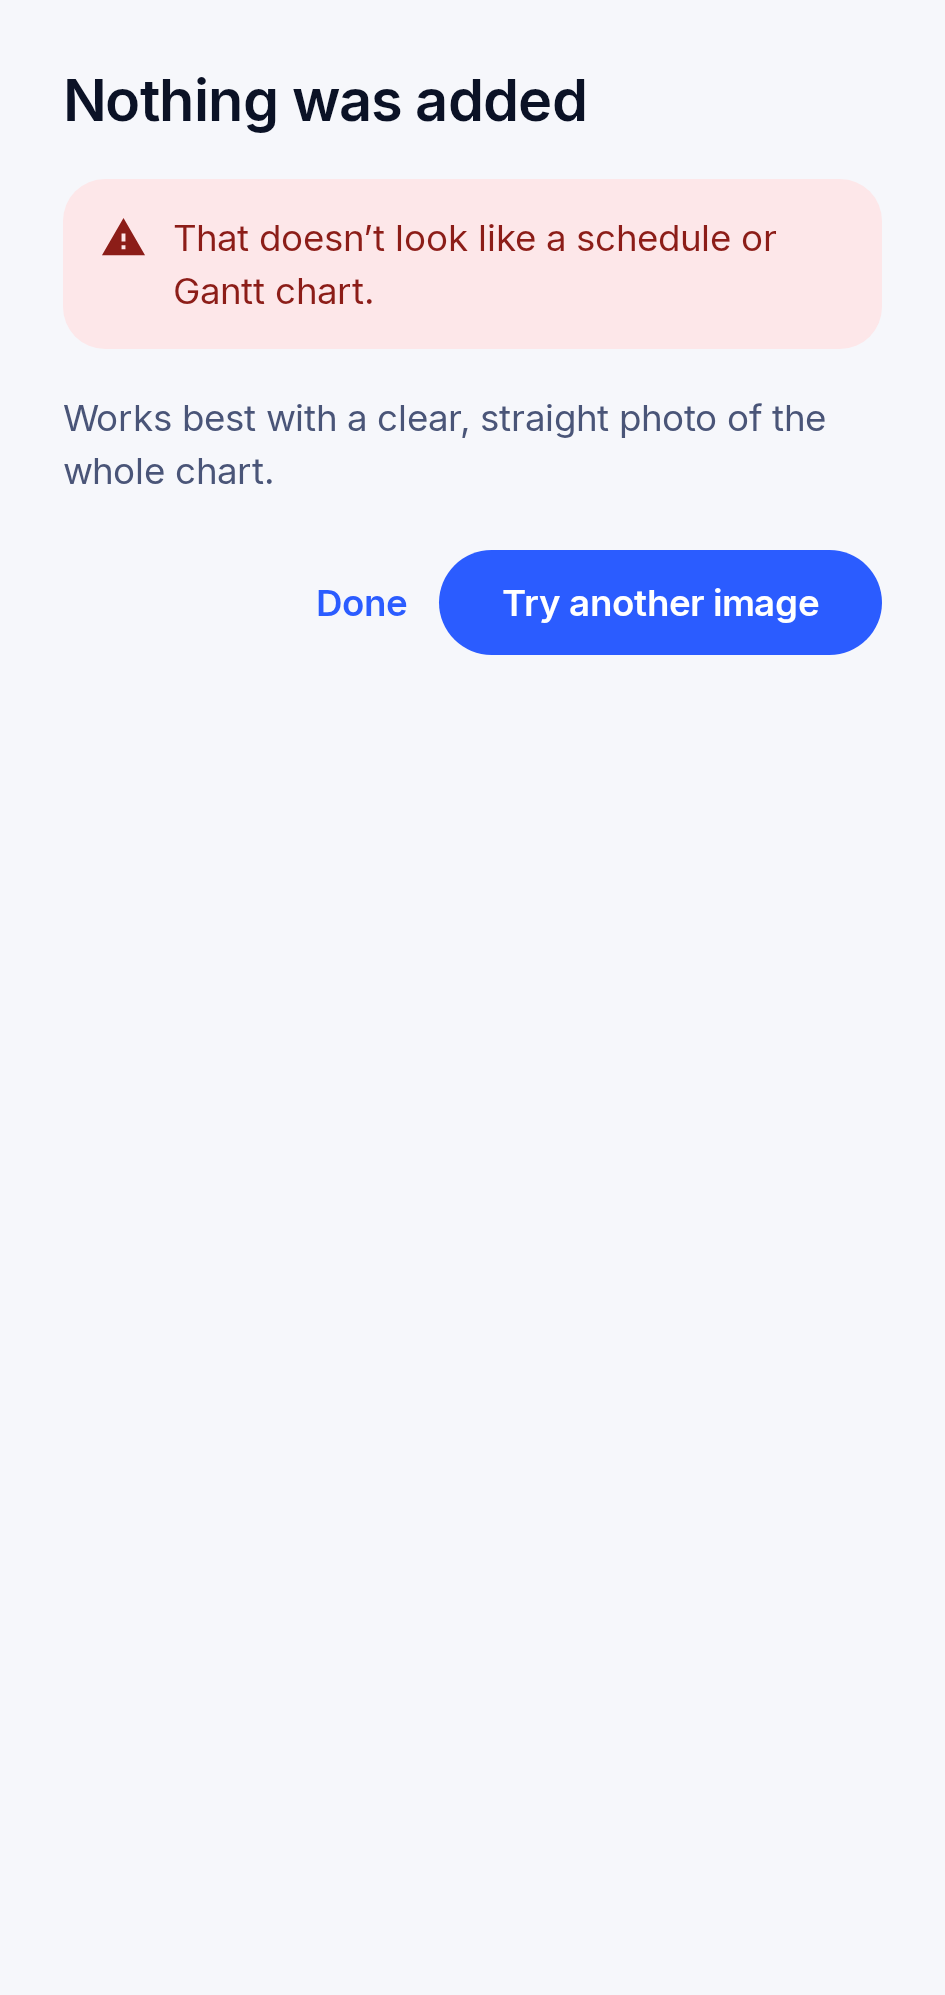 Nothing was added
That doesn’t look like a schedule or
Gantt chart.
Works best with a clear, straight photo of the
whole chart.
Done
Try another image